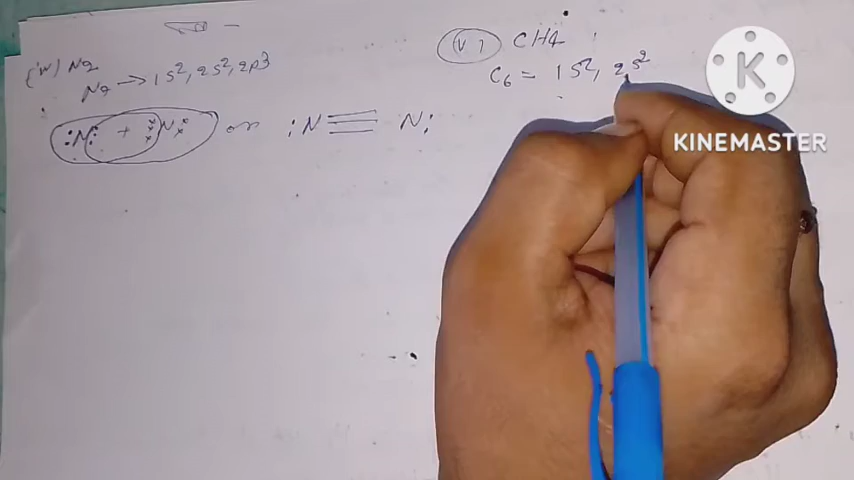 (iv) N2
N7 → 1s2, 2s2, 2p3
:N: + N or :N ≡ N:
(v) CH4
C6 = 1s2, 2s2
K
KINEMASTER